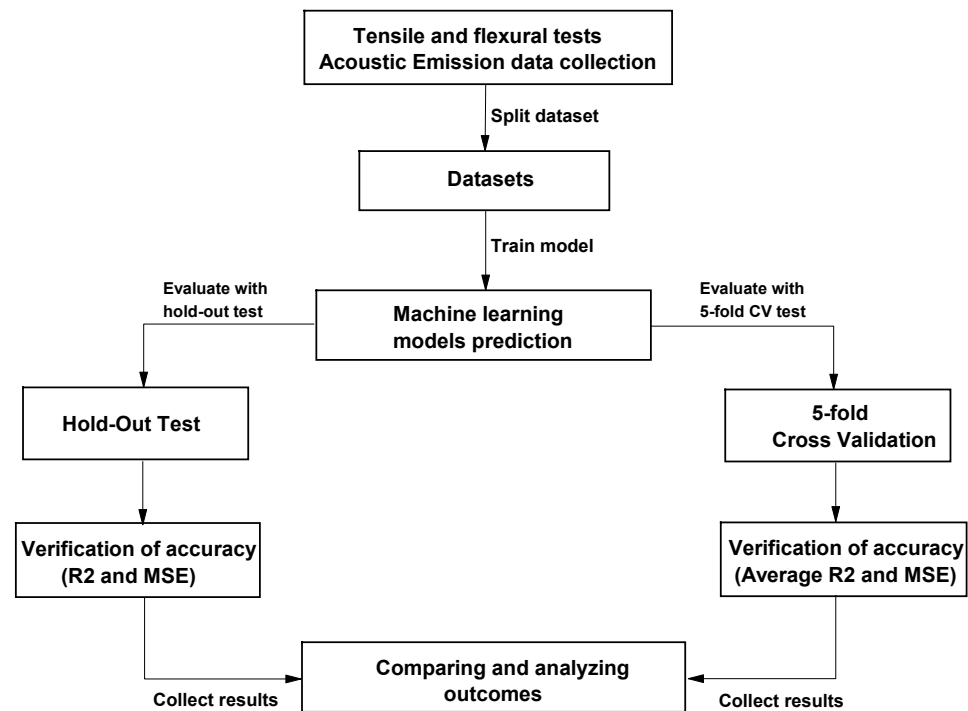 Tensile and flexural tests
Acoustic Emission data collection
Split dataset
Datasets
Train model
Evaluate with
hold-out test
Machine learning
models prediction
Evaluate with
5-fold CV test
Hold-Out Test
5-fold
Cross Validation
Verification of accuracy
(R2 and MSE)
Verification of accuracy
(Average R2 and MSE)
Comparing and analyzing
outcomes
Collect results
Collect results